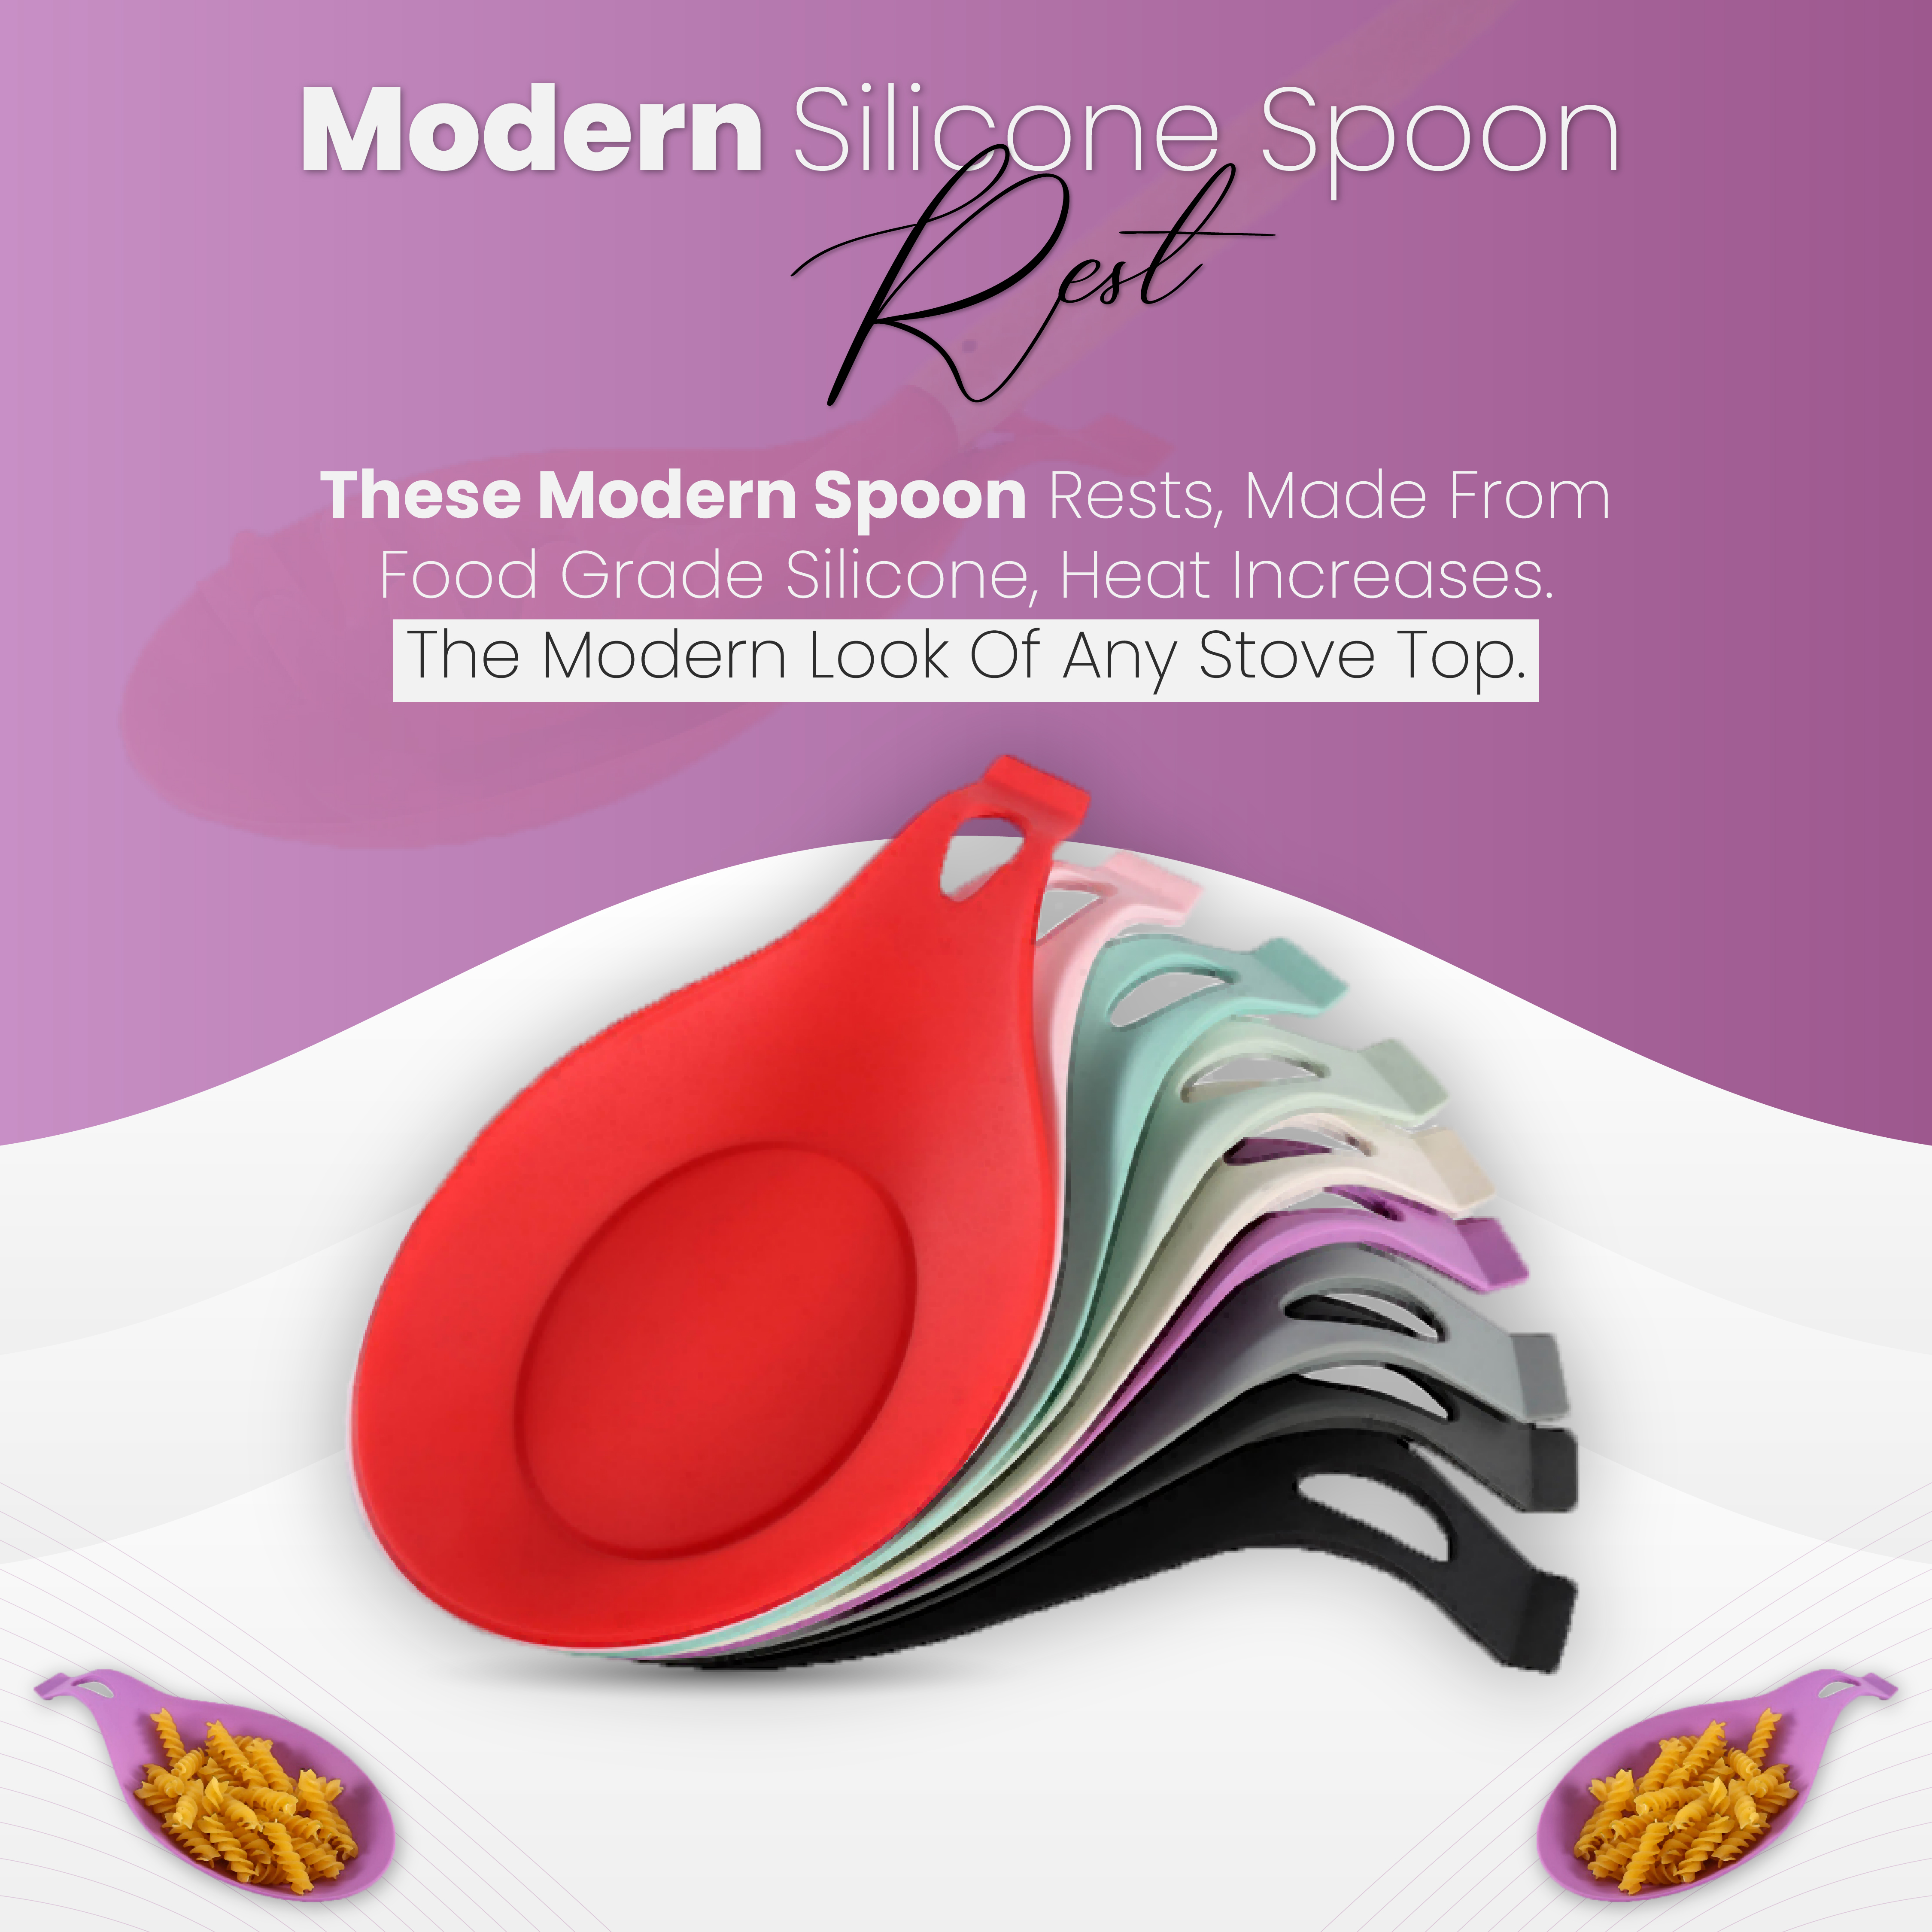 Modern Silicone Spoon
Rest
These Modern Spoon Rests, Made From
Food Grade Silicone, Heat Increases.
The Modern Look Of Any Stove Top.